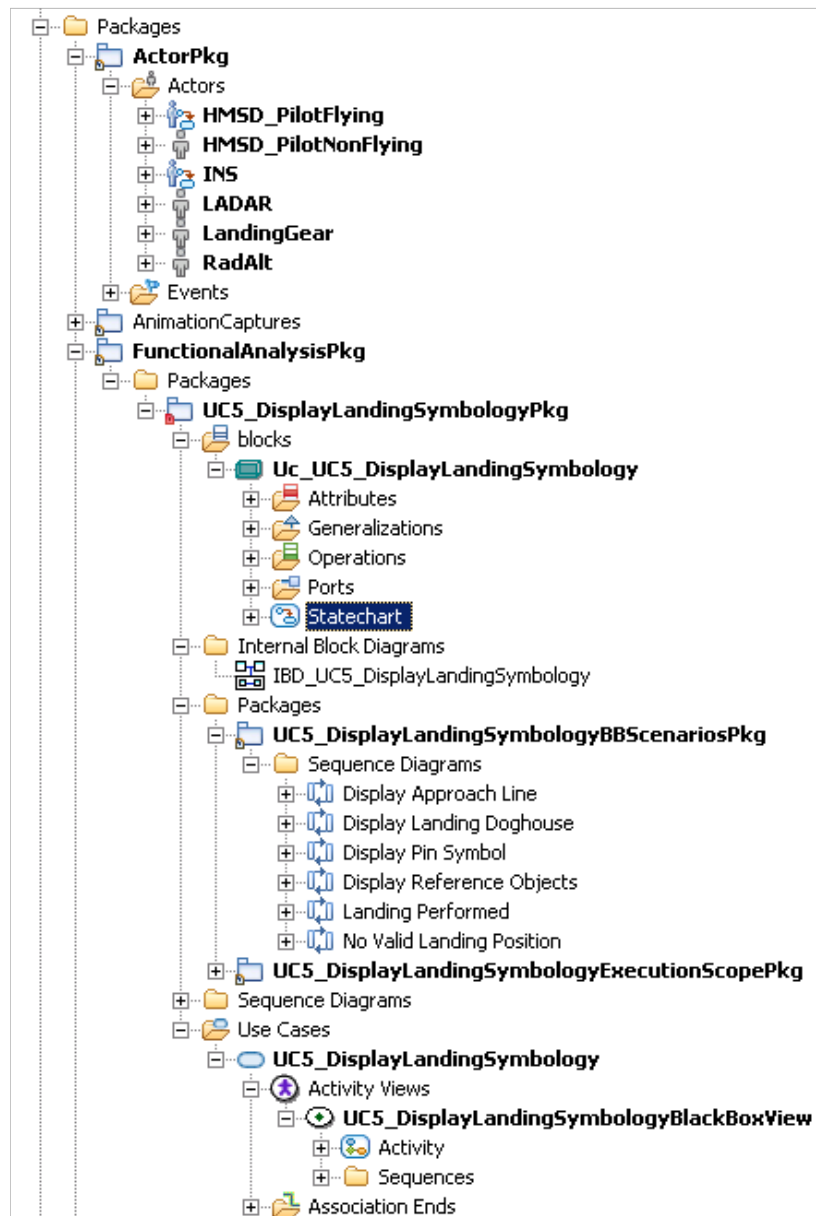 Packages
ActorPkg
Actors
HMSD_PilotFlying
HMSD_PilotNonFlying
INS
LADAR
LandingGear
RadAlt
Events
AnimationCaptures
FunctionalAnalysisPkg
Packages
UC5_DisplayLandingSymbologyPkg
blocks
Uc_UC5_DisplayLandingSymbology
Attributes
Generalizations
Operations
Ports
Statechart
Internal Block Diagrams
IBD_UC5_DisplayLandingSymbology
Packages
UC5_DisplayLandingSymbologyBBScenariosPkg
Sequence Diagrams
Display Approach Line
Display Landing Doghouse
Display Pin Symbol
Display Reference Objects
Landing Performed
No Valid Landing Position
UC5_DisplayLandingSymbologyExecutionScopePkg
Sequence Diagrams
Use Cases
UC5_DisplayLandingSymbology
Activity Views
UC5_DisplayLandingSymbologyBlackBoxView
Activity
Sequences
Association Ends